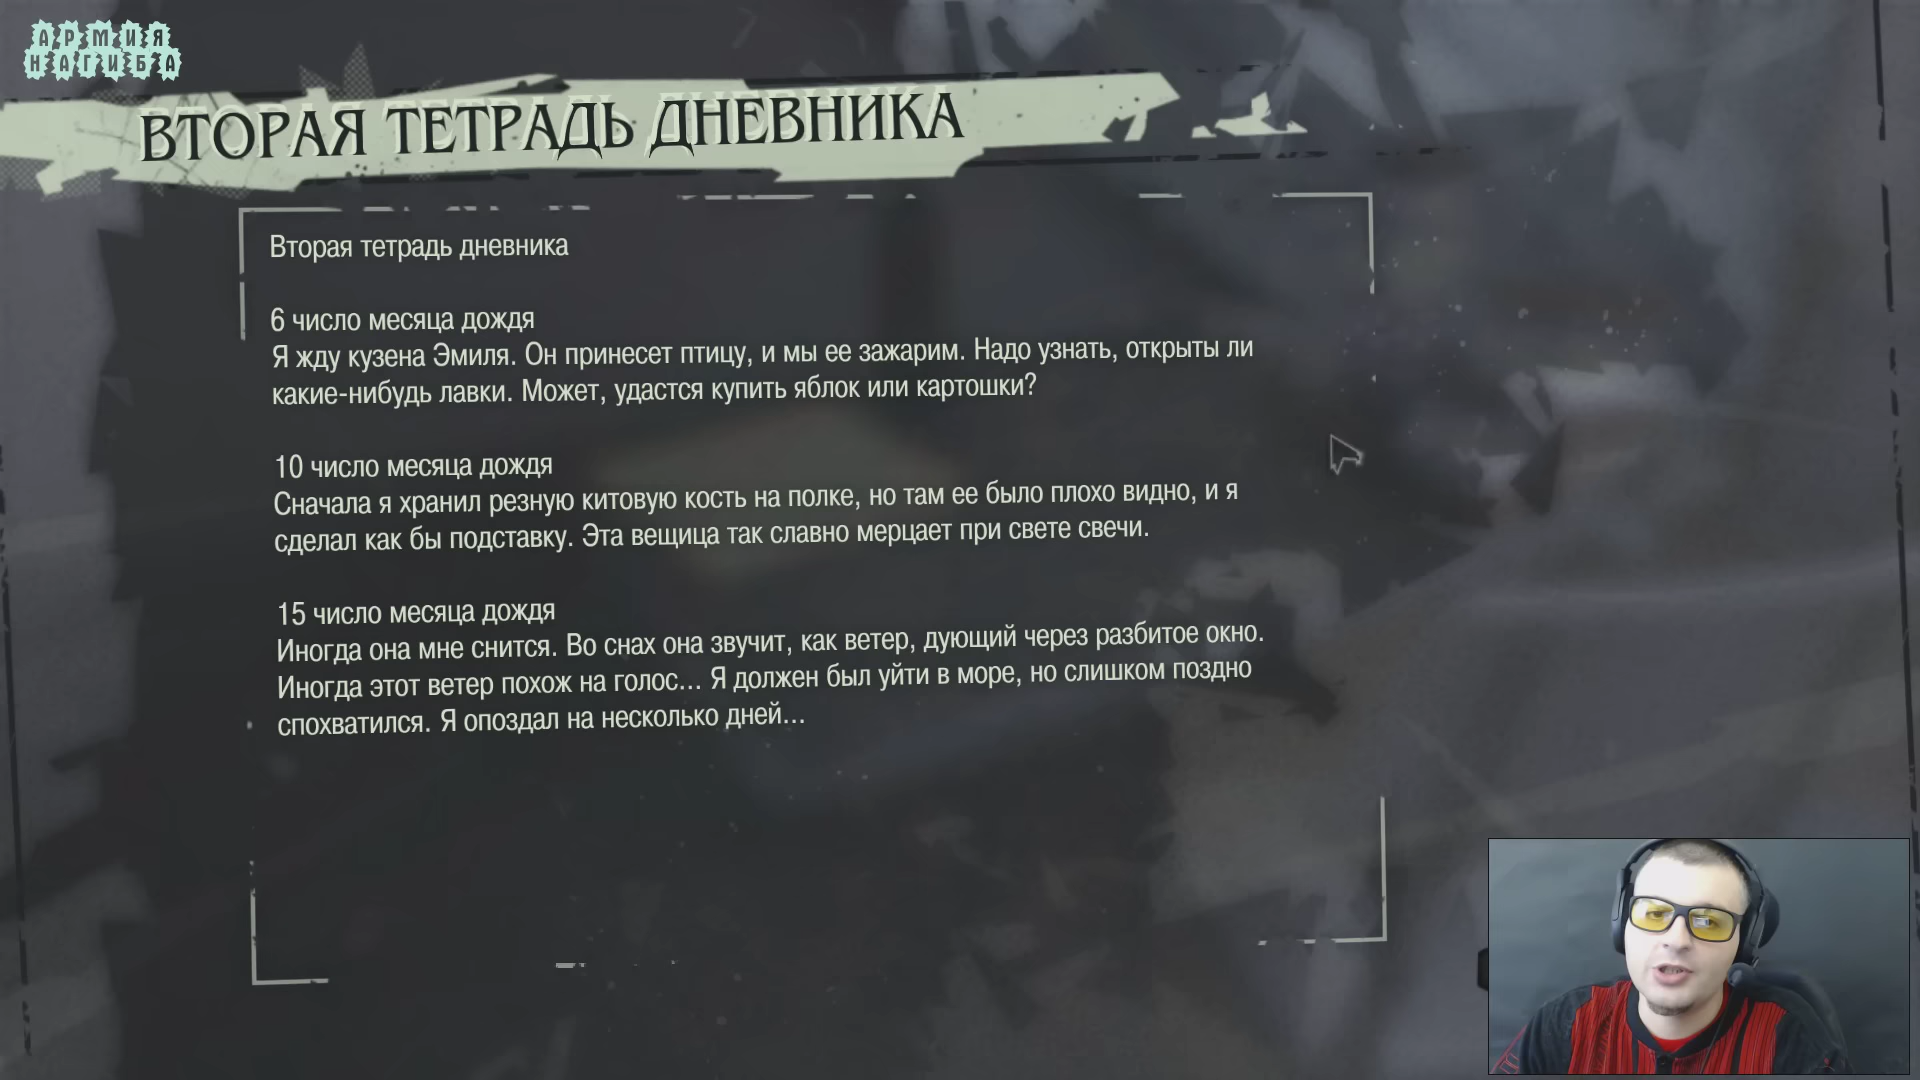 АРМИЯ
НАГИБА
ВТОРАЯ ТЕТРАДЬ ДНЕВНИКА
Вторая тетрадь дневника
6 число месяца дождя
Я жду кузена Эмиля. Он принесет птицу, и мы ее зажарим. Надо узнать, открыты ли
какие-нибудь лавки. Может, удастся купить яблок или картошки?
10 число месяца дождя
Сначала я хранил резную китовую кость на полке, но там ее было плохо видно, и я
сделал как бы подставку. Эта вещица так славно мерцает при свете свечи.
15 число месяца дождя
Иногда она мне снится. Во снах она звучит, как ветер, дующий через разбитое окно.
Иногда этот ветер похож на голос... Я должен был уйти в море, но слишком поздно
спохватился. Я опоздал на несколько дней...